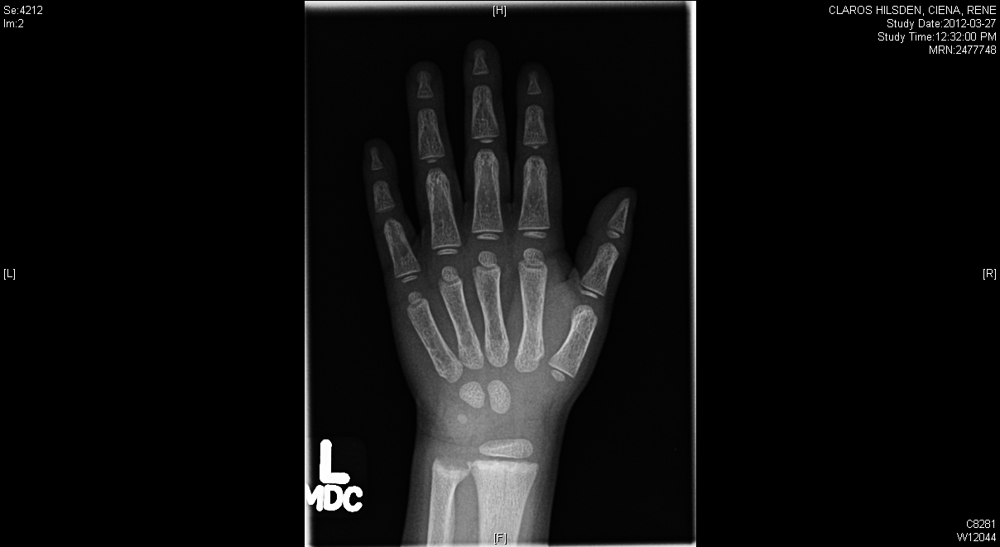 Se:4212
Im:2
[H]
CLAROS HILSDEN, CIENA, RENE
Study Date:2012-03-27
Study Time:12:32:00 PM
MRN:2477748
[L]
[R]
L
MDC
[F]
C8281
W12044